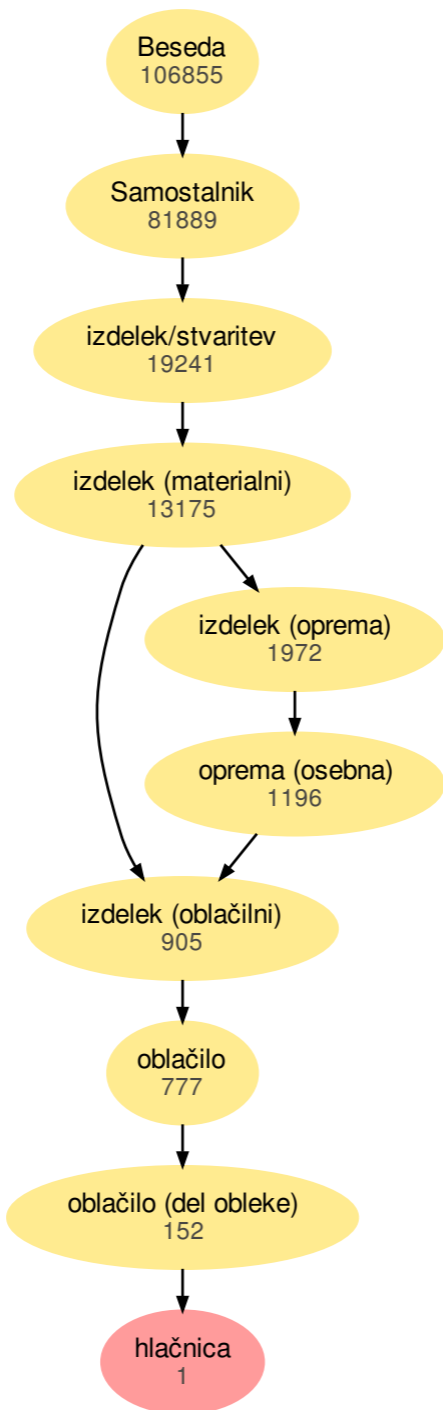 Beseda
106855
Samostalnik
81889
izdelek/stvaritev
19241
izdelek (materialni)
13175
izdelek (oprema)
1972
oprema (osebna)
1196
izdelek (oblačilni)
905
oblačilo
777
oblačilo (del obleke)
152
hlačnica
1